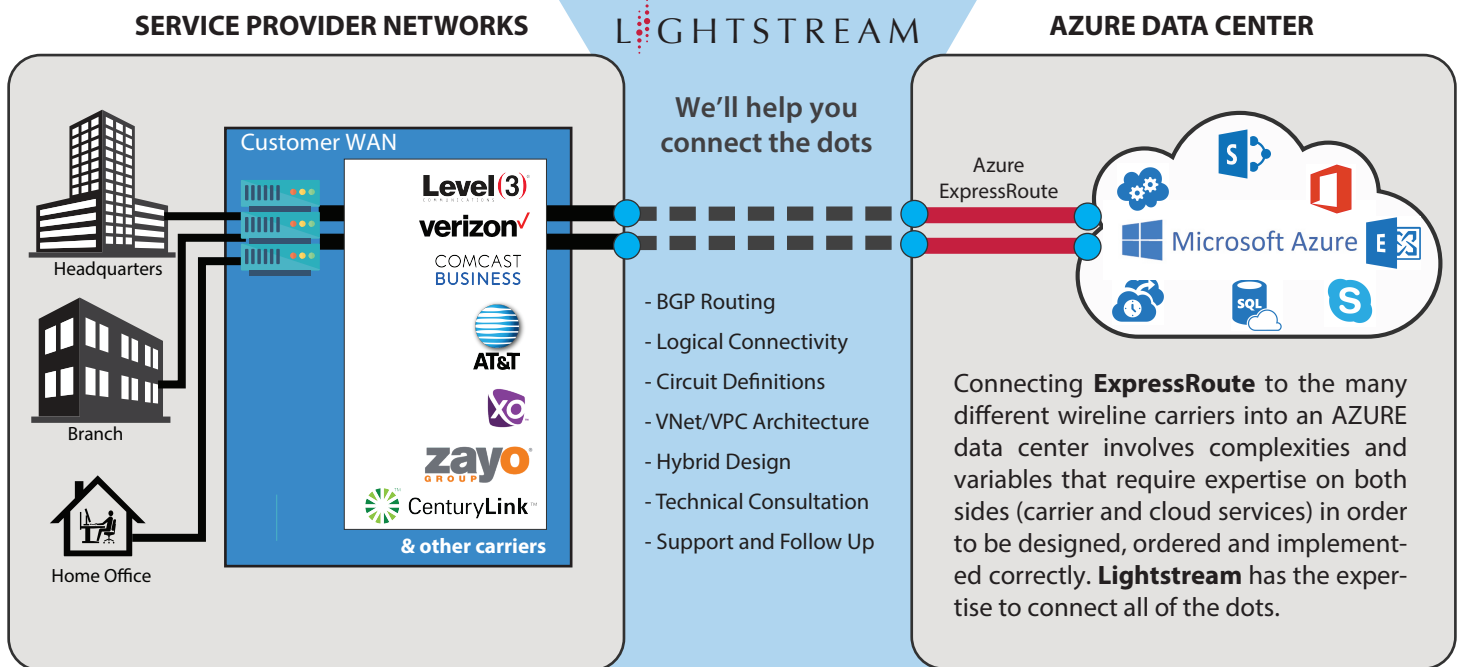 SERVICE PROVIDER NETWORKS
LIGHTSTREAM
AZURE DATA CENTER
We'll help you
connect the dots
Customer WAN
Level(3)
COMMUNICATIONS
verizon
COMCAST
BUSINESS
AT&T
XO
zayo
GROUP
CenturyLink™
& other carriers
Headquarters
Branch
Home Office
- BGP Routing
- Logical Connectivity
- Circuit Definitions
- VNet/VPC Architecture
- Hybrid Design
- Technical Consultation
- Support and Follow Up
Azure
ExpressRoute
S
Microsoft Azure
E
SQL
S
Connecting ExpressRoute to the many
different wireline carriers into an AZURE
data center involves complexities and
variables that require expertise on both
sides (carrier and cloud services) in order
to be designed, ordered and implement-
ed correctly. Lightstream has the exper-
tise to connect all of the dots.